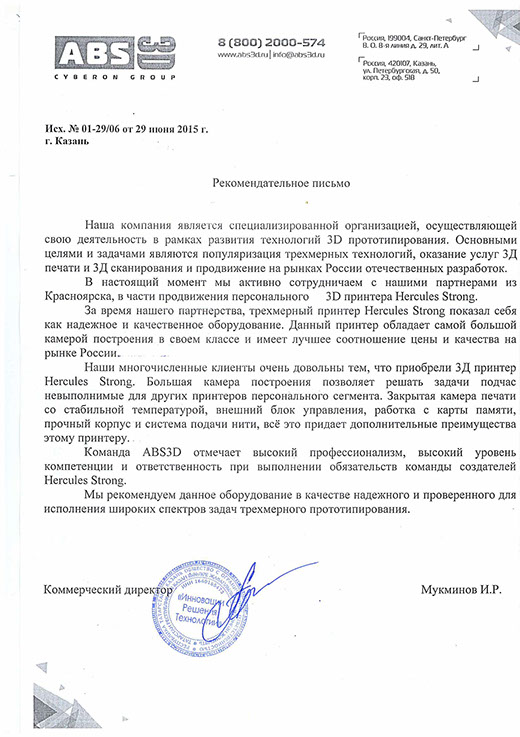 ABS 3D
CYBERON GROUP
8 (800) 2000-574
www.abs3d.ru | info@abs3d.ru
Россия, 199004, Санкт-Петербург
В. О. 8-я линия д. 29, лит. А
Россия, 420107, Казань,
ул. Петербургская, д. 50,
корп. 23, оф. 518
Исх. № 01-29/06 от 29 июня 2015 г.
г. Казань
Рекомендательное письмо
Наша компания является специализированной организацией, осуществляющей
свою деятельность в рамках развития технологий 3D прототипирования. Основными
целями и задачами являются популяризация трехмерных технологий, оказание услуг 3Д
печати и 3Д сканирования и продвижение на рынках России отечественных разработок.
В настоящий момент мы активно сотрудничаем с нашими партнерами из
Красноярска, в части продвижения персонального 3D принтера Hercules Strong.
За время нашего партнерства, трехмерный принтер Hercules Strong показал себя
как надежное и качественное оборудование. Данный принтер обладает самой большой
камерой построения в своем классе и имеет лучшее соотношение цены и качества на
рынке России.
Наши многочисленные клиенты очень довольны тем, что приобрели 3Д принтер
Hercules Strong. Большая камера построения позволяет решать задачи подчас
невыполнимые для других принтеров персонального сегмента. Закрытая камера печати
со стабильной температурой, внешний блок управления, работа с карты памяти,
прочный корпус и система подачи нити, всё это придает дополнительные преимущества
этому принтеру.
Команда ABS3D отмечает высокий профессионализм, высокий уровень
компетенции и ответственность при выполнении обязательств команды создателей
Hercules Strong.
Мы рекомендуем данное оборудование в качестве надежного и проверенного для
исполнения широких спектров задач трехмерного прототипирования.
Коммерческий директор
Мукминов И.Р.
«Инновации
Решения
Технологии»